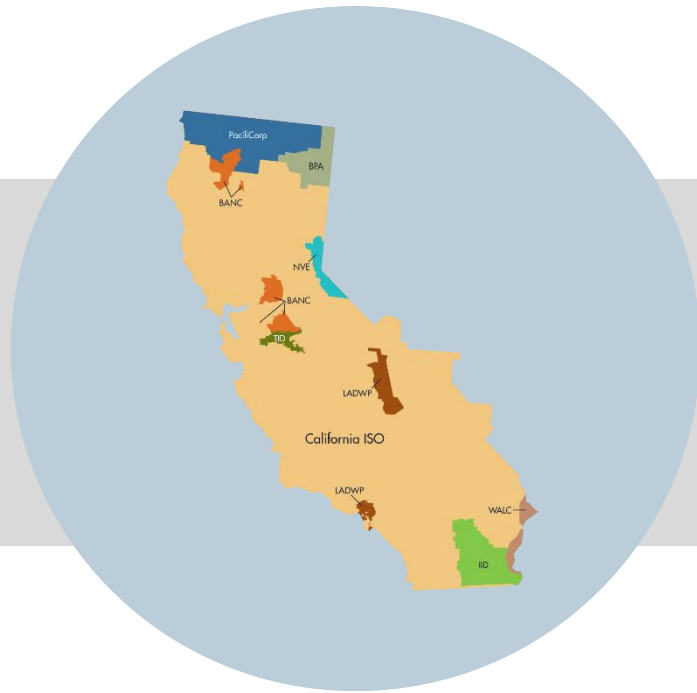 PacifiCorp
BPA
BANC
NVE
BANC
TID
LADWP
California ISO
LADWP
WALC
IID